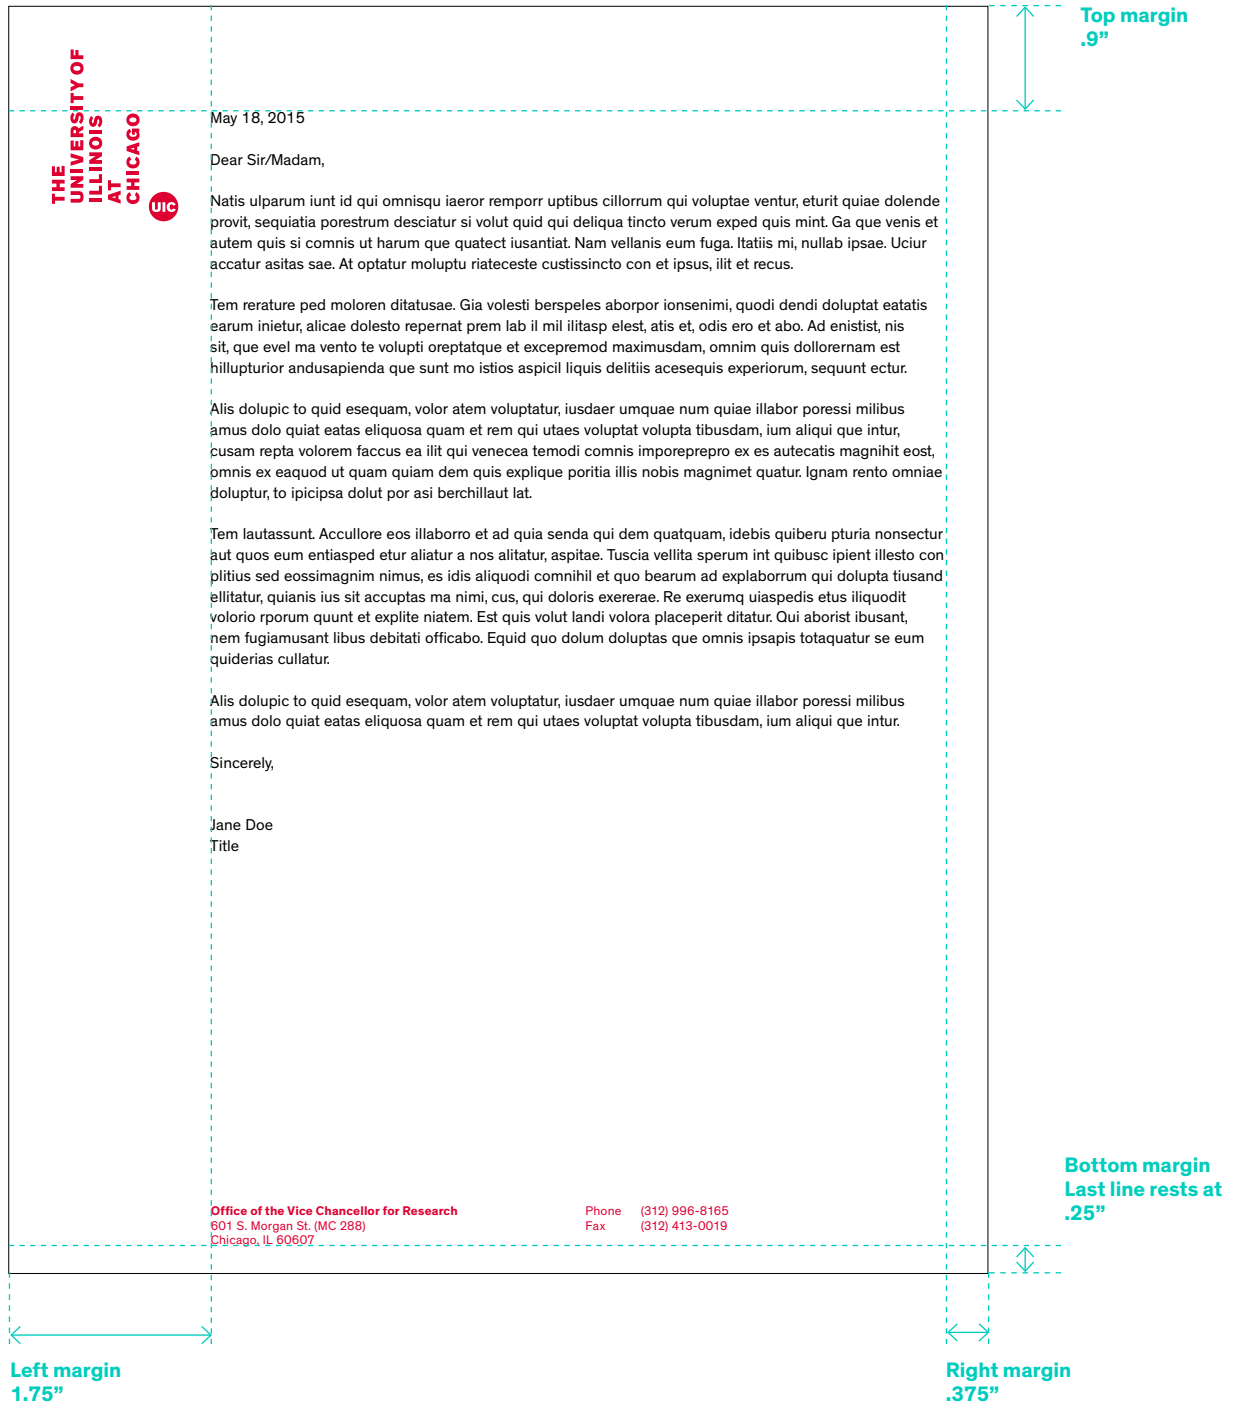 Top margin
.9”
THE
UNIVERSITY OF
ILLINOIS
AT
CHICAGO
UIC
May 18, 2015
Dear Sir/Madam,
Natis ulparum iunt id qui omnisqu iaeror remporr uptibus cillorrum qui voluptae ventur, eturit quiae dolende
provit, sequiatia porestrum desciatur si volut quid qui deliqua tincto verum exped quis mint. Ga que venis et
autem quis si comnis ut harum que quatect iusantiat. Nam vellanis eum fuga. Itatiis mi, nullab ipsae. Uciur
accatur asitas sae. At optatur moluptu riateceste custissincto con et ipsus, ilit et recus.
Tem rerature ped moloren ditatusae. Gia volesti berspeles aborpor ionsenimi, quodi dendi doluptat eatatis
earum inietur, alicae dolesto repernat prem lab il mil ilitasp elest, atis et, odis ero et abo. Ad enistist, nis
sit, que evel ma vento te volupti oreptatque et excepremod maximusdam, omnim quis dollorernam est
hillupturior andusapienda que sunt mo istios aspicil liquis delitiis acesequis experiorum, sequunt ectur.
Alis dolupic to quid esequam, volor atem voluptatur, iusdaer umquae num quiae illabor poressi milibus
amus dolo quiat eatas eliquosa quam et rem qui utaes voluptat volupta tibusdam, ium aliqui que intur,
cusam repta volorem faccus ea ilit qui venecea temodi comnis imporeprepro ex es autecatis magnihit eost,
omnis ex eaquod ut quam quiam dem quis explique poritia illis nobis magnimet quatur. Ignam rento omniae
doluptur, to ipicipsa dolut por asi berchillaut lat.
Tem lautassunt. Accullore eos illaborro et ad quia senda qui dem quatquam, idebis quiberu pturia nonsectur
aut quos eum entiasped etur aliatur a nos alitatur, aspitae. Tuscia vellita sperum int quibusc ipient illesto con
plitius sed eossimagnim nimus, es idis aliquodi comnihil et quo bearum ad explaborrum qui dolupta tiusand
ellitatur, quianis ius sit accuptas ma nimi, cus, qui doloris exererae. Re exerumq uiaspedis etus iliquodit
volorio rporum quunt et explite niatem. Est quis volut landi volora placeperit ditatur. Qui aborist ibusant,
nem fugiamusant libus debitati officabo. Equid quo dolum doluptas que omnis ipsapis totaquatur se eum
quiderias cullatur.
Alis dolupic to quid esequam, volor atem voluptatur, iusdaer umquae num quiae illabor poressi milibus
amus dolo quiat eatas eliquosa quam et rem qui utaes voluptat volupta tibusdam, ium aliqui que intur.
Sincerely,
Jane Doe
Title
Bottom margin
Last line rests at
.25”
Office of the Vice Chancellor for Research
601 S. Morgan St. (MC 288)
Chicago, IL 60607
Phone (312) 996-8165
Fax (312) 413-0019
Left margin
1.75”
Right margin
.375”